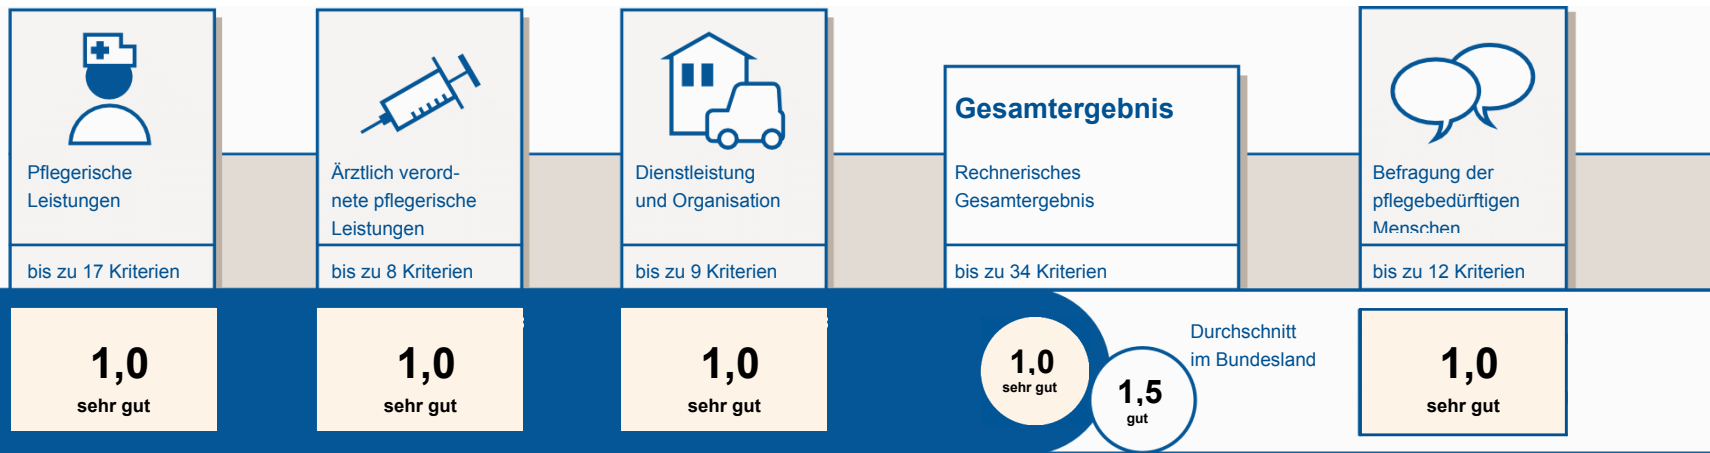 Pflegerische
Leistungen
bis zu 17 Kriterien
1,0
sehr gut
Ärztlich verord-
nete pflegerische
Leistungen
bis zu 8 Kriterien
1,0
sehr gut
Dienstleistung
und Organisation
bis zu 9 Kriterien
1,0
sehr gut
Gesamtergebnis
Rechnerisches
Gesamtergebnis
bis zu 34 Kriterien
1,0
sehr gut
1,5
gut
Durchschnitt
im Bundesland
Befragung der
pflegebedürftigen
Menschen
bis zu 12 Kriterien
1,0
sehr gut